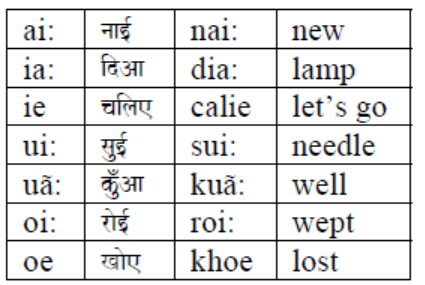 ai: नाई nai: new
ia: दिआ dia: lamp
ie चलिए calie let's go
ui: सुई sui: needle
uã: कुँआ kuã: well
oi: रोई roi: wept
oe खोए khoe lost